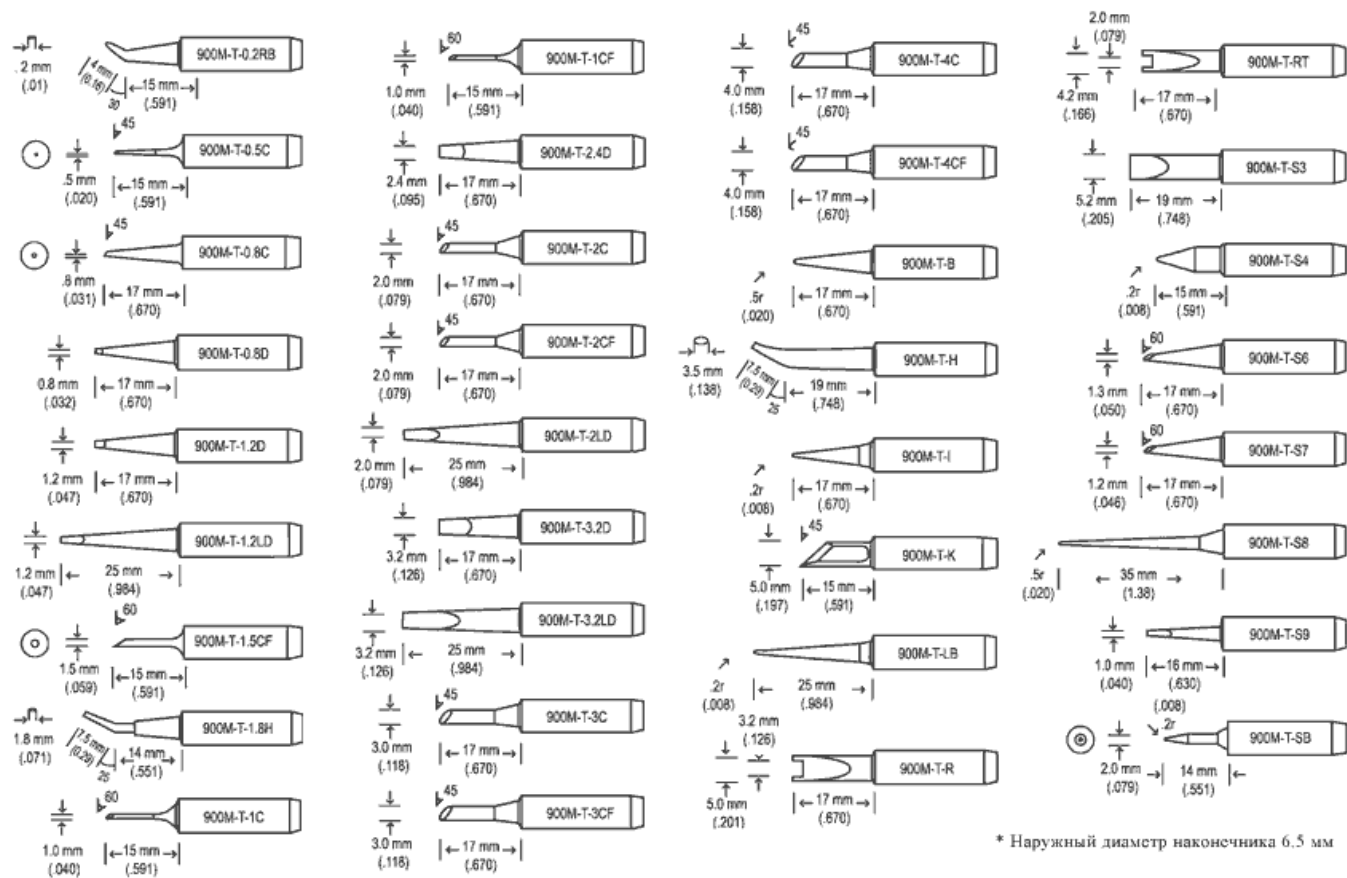 900M-T-0.2RB
.2 mm
(.01)
4 mm
(0.16)
30
15 mm
(.591)
45
900M-T-0.5C
.5 mm
(.020)
15 mm
(.591)
45
900M-T-0.8C
.8 mm
(.031)
17 mm
(.670)
900M-T-0.8D
0.8 mm
(.032)
17 mm
(.670)
900M-T-1.2D
1.2 mm
(.047)
17 mm
(.670)
900M-T-1.2LD
1.2 mm
(.047)
25 mm
(.984)
60
900M-T-1.5CF
1.5 mm
(.059)
15 mm
(.591)
900M-T-1.8H
1.8 mm
(.071)
7.5 mm
(0.29)
25
14 mm
(.551)
60
900M-T-1C
1.0 mm
(.040)
15 mm
(.591)
60
900M-T-1CF
1.0 mm
(.040)
15 mm
(.591)
900M-T-2.4D
2.4 mm
(.095)
17 mm
(.670)
45
900M-T-2C
2.0 mm
(.079)
17 mm
(.670)
45
900M-T-2CF
2.0 mm
(.079)
17 mm
(.670)
900M-T-2LD
2.0 mm
(.079)
25 mm
(.984)
900M-T-3.2D
3.2 mm
(.126)
17 mm
(.670)
900M-T-3.2LD
3.2 mm
(.126)
25 mm
(.984)
45
900M-T-3C
3.0 mm
(.118)
17 mm
(.670)
45
900M-T-3CF
3.0 mm
(.118)
17 mm
(.670)
45
900M-T-4C
4.0 mm
(.158)
17 mm
(.670)
45
900M-T-4CF
4.0 mm
(.158)
17 mm
(.670)
900M-T-B
.5r
(.020)
17 mm
(.670)
900M-T-H
3.5 mm
(.138)
7.5 mm
(0.29)
25
19 mm
(.748)
900M-T-I
.2r
(.008)
17 mm
(.670)
45
900M-T-K
5.0 mm
(.197)
15 mm
(.591)
900M-T-LB
.2r
(.008)
25 mm
(.984)
3.2 mm
(.126)
900M-T-R
5.0 mm
(.201)
17 mm
(.670)
2.0 mm
(.079)
900M-T-RT
4.2 mm
(.166)
17 mm
(.670)
900M-T-S3
5.2 mm
(.205)
19 mm
(.748)
900M-T-S4
.2r
(.008)
15 mm
(.591)
60
900M-T-S6
1.3 mm
(.050)
17 mm
(.670)
60
900M-T-S7
1.2 mm
(.046)
17 mm
(.670)
900M-T-S8
.5r
(.020)
35 mm
(1.38)
900M-T-S9
1.0 mm
(.040)
16 mm
(.630)
(.008)
.2r
900M-T-SB
2.0 mm
(.079)
14 mm
(.551)
* Наружный диаметр наконечника 6,5 мм